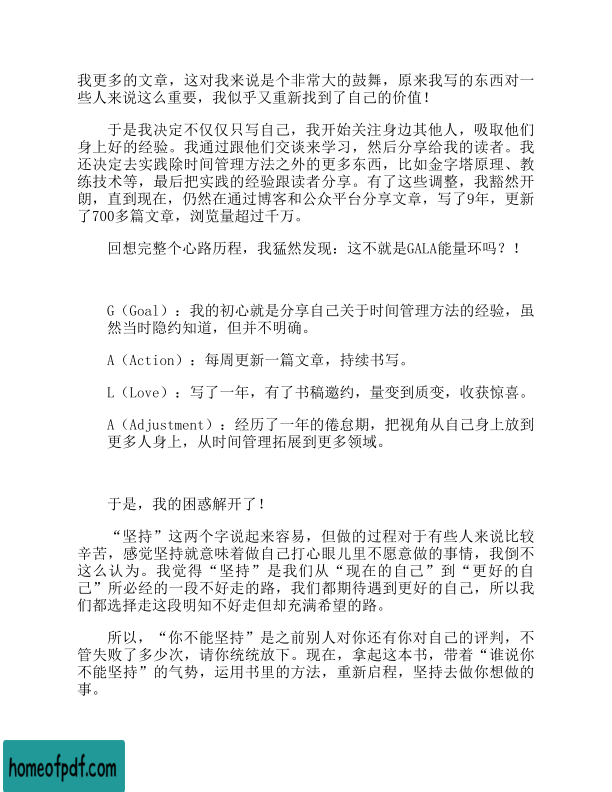 我更多的文章，这对我来说是个非常大的鼓舞，原来我写的东西对一
些人来说这么重要，我似乎又重新找到了自己的价值！
于是我决定不仅仅只写自己，我开始关注身边其他人，吸取他们
身上好的经验。我通过跟他们交谈来学习，然后分享给我的读者。我
还决定去实践除时间管理方法之外的更多东西，比如金字塔原理、教
练技术等，最后把实践的经验跟读者分享。有了这些调整，我豁然开
朗，直到现在，仍然在通过博客和公众平台分享文章，写了9年，更新
了700多篇文章，浏览量超过千万。
回想完整个心路历程，我猛然发现：这不就是GALA能量环吗？！
G（Goal）：我的初心就是分享自己关于时间管理方法的经验，虽
然当时隐约知道，但并不明确。
A（Action）：每周更新一篇文章，持续书写。
L（Love）：写了一年，有了书稿邀约，量变到质变，收获惊喜。
A（Adjustment）：经历了一年的倦怠期，把视角从自己身上放到
更多人身上，从时间管理拓展到更多领域。
于是，我的困惑解开了！
“坚持”这两个字说起来容易，但做的过程对于有些人来说比较
辛苦，感觉坚持就意味着做自己打心眼儿里不愿意做的事情，我倒不
这么认为。我觉得“坚持”是我们从“现在的自己”到“更好的自
己”所必经的一段不好走的路，我们都期待遇到更好的自己，所以我
们都选择走这段明知不好走但却充满希望的路。
所以，“你不能坚持”是之前别人对你还有你对自己的评判，不
管失败了多少次，请你统统放下。现在，拿起这本书，带着“谁说你
不能坚持”的气势，运用书里的方法，重新启程，坚持去做你想做的
事。
homeofpdf.com